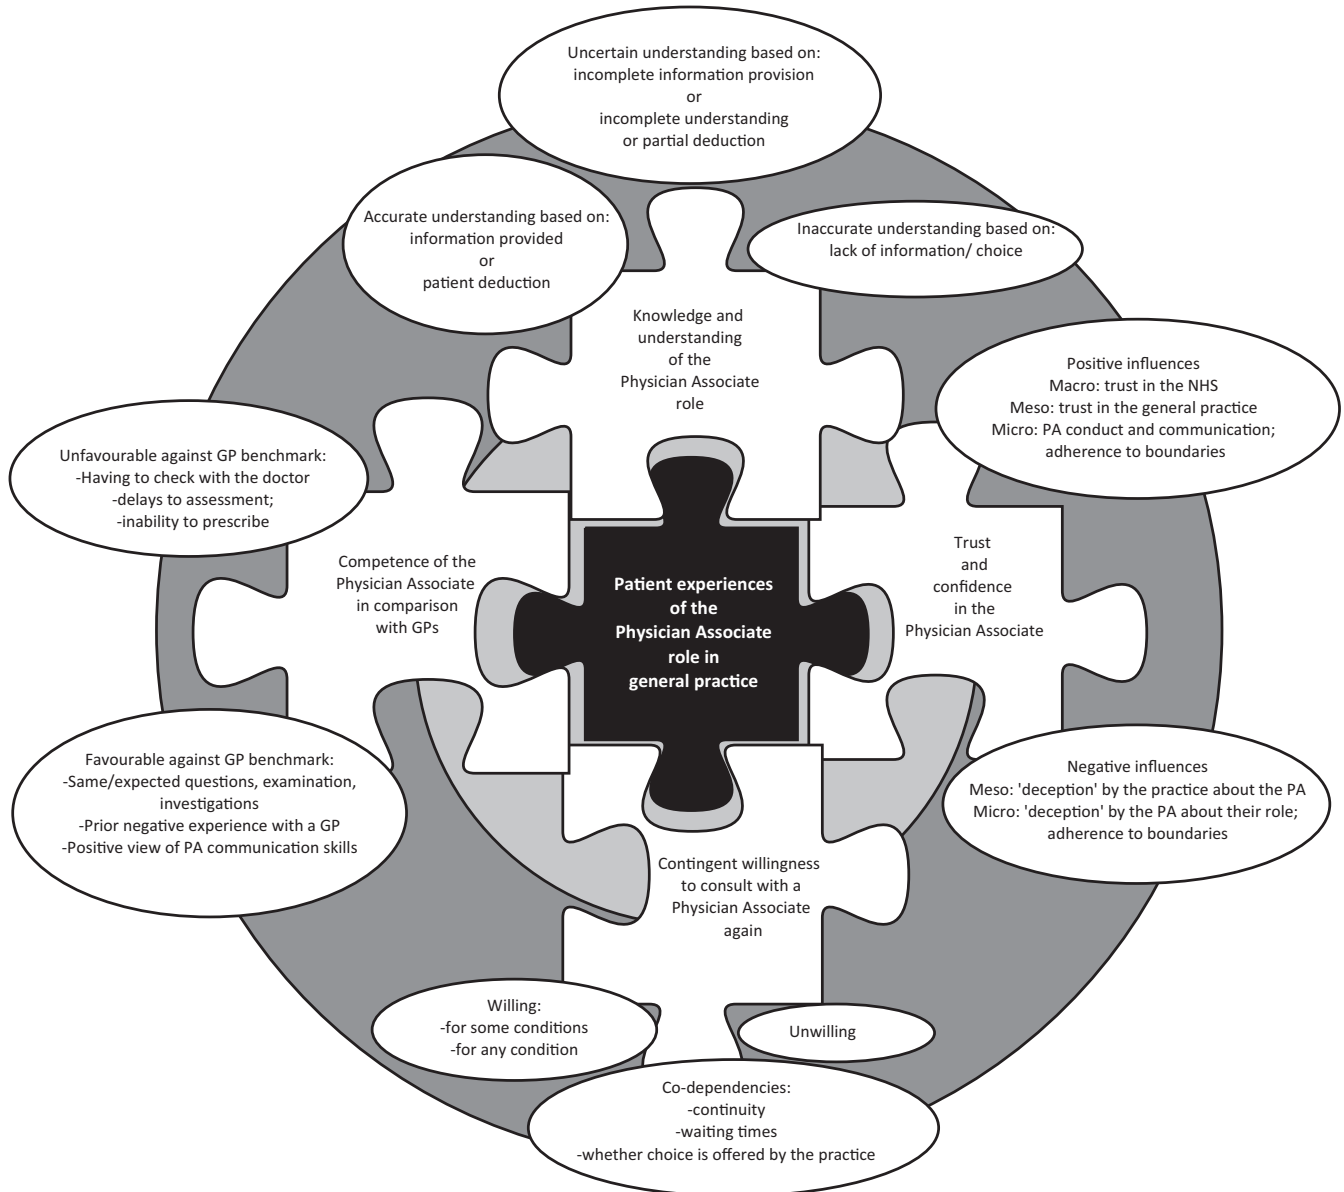 Uncertain understanding based on:
incomplete information provision
or
incomplete understanding
or partial deduction
Accurate understanding based on:
information provided
or
patient deduction
Inaccurate understanding based on:
lack of information/ choice
Knowledge and
understanding
of the
Physician Associate
role
Positive influences
Macro: trust in the NHS
Meso: trust in the general practice
Micro: PA conduct and communication;
adherence to boundaries
Unfavourable against GP benchmark:
-Having to check with the doctor
-delays to assessment;
-inability to prescribe
Competence of the
Physician Associate
in comparison
with GPs
Patient experiences
of the
Physician Associate
role in
general practice
Trust
and
confidence
in the
Physician Associate
Favourable against GP benchmark:
-Same/expected questions, examination,
investigations
-Prior negative experience with a GP
-Positive view of PA communication skills
Negative influences
Meso: 'deception' by the practice about the PA
Micro: 'deception' by the PA about their role;
adherence to boundaries
Contingent willingness
to consult with a
Physician Associate
again
Willing:
-for some conditions
-for any condition
Unwilling
Co-dependencies:
-continuity
-waiting times
-whether choice is offered by the practice